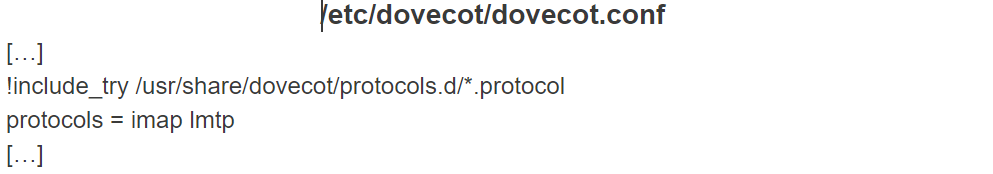 /etc/dovecot/dovecot.conf
[…]
!include_try /usr/share/dovecot/protocols.d/*.protocol
protocols = imap lmtp
[…]